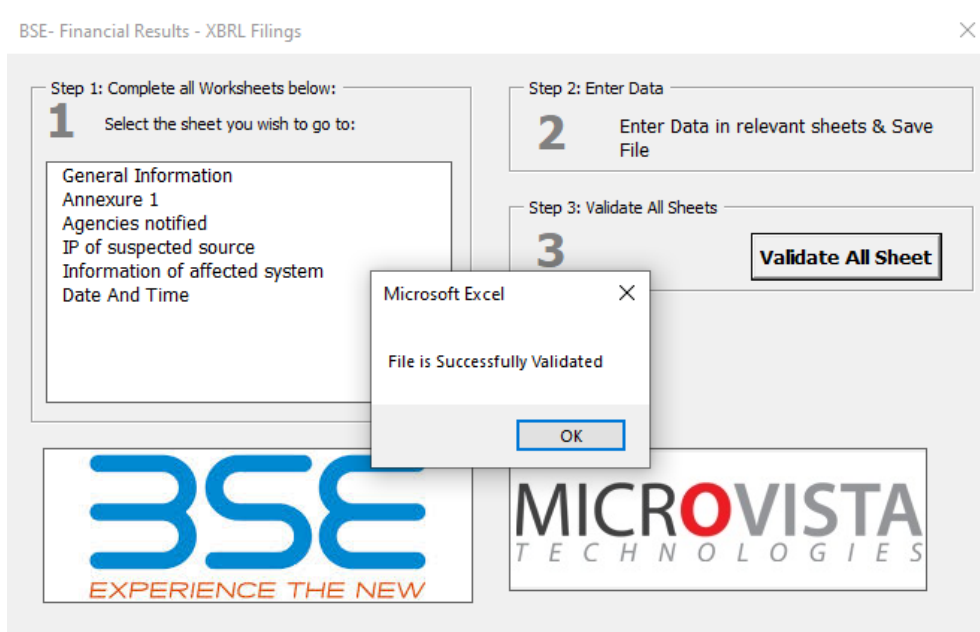 BSE- Financial Results - XBRL Filings
Step 1: Complete all Worksheets below:
1
Select the sheet you wish to go to:
General Information
Annexure 1
Agencies notified
IP of suspected source
Information of affected system
Date And Time
Step 2: Enter Data
2
Enter Data in relevant sheets & Save
File
Step 3: Validate All Sheets
3
Validate All Sheet
Microsoft Excel
File is Successfully Validated
OK
BSE
EXPERIENCE THE NEW
MICROVISTA
TECHNOLOGIES